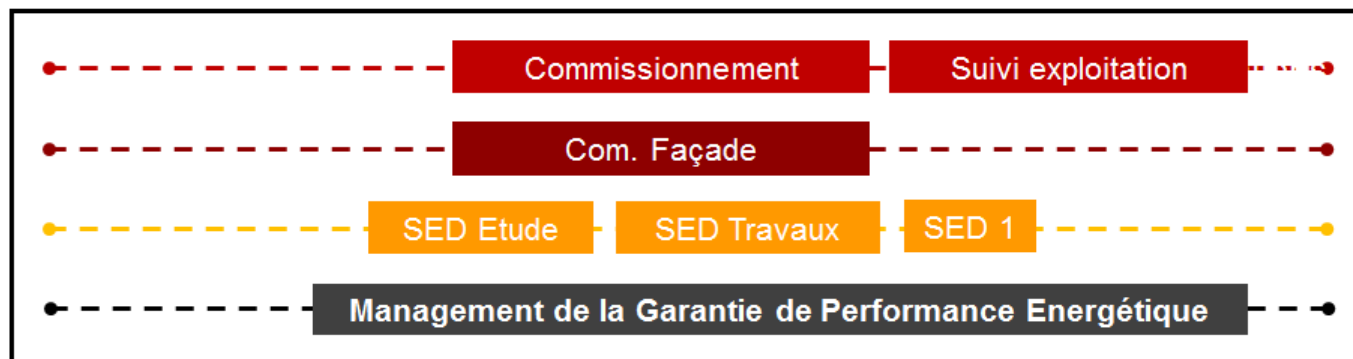 Commissionnement Suivi exploitation
Com. Façade
SED Etude SED Travaux SED 1
Management de la Garantie de Performance Energétique